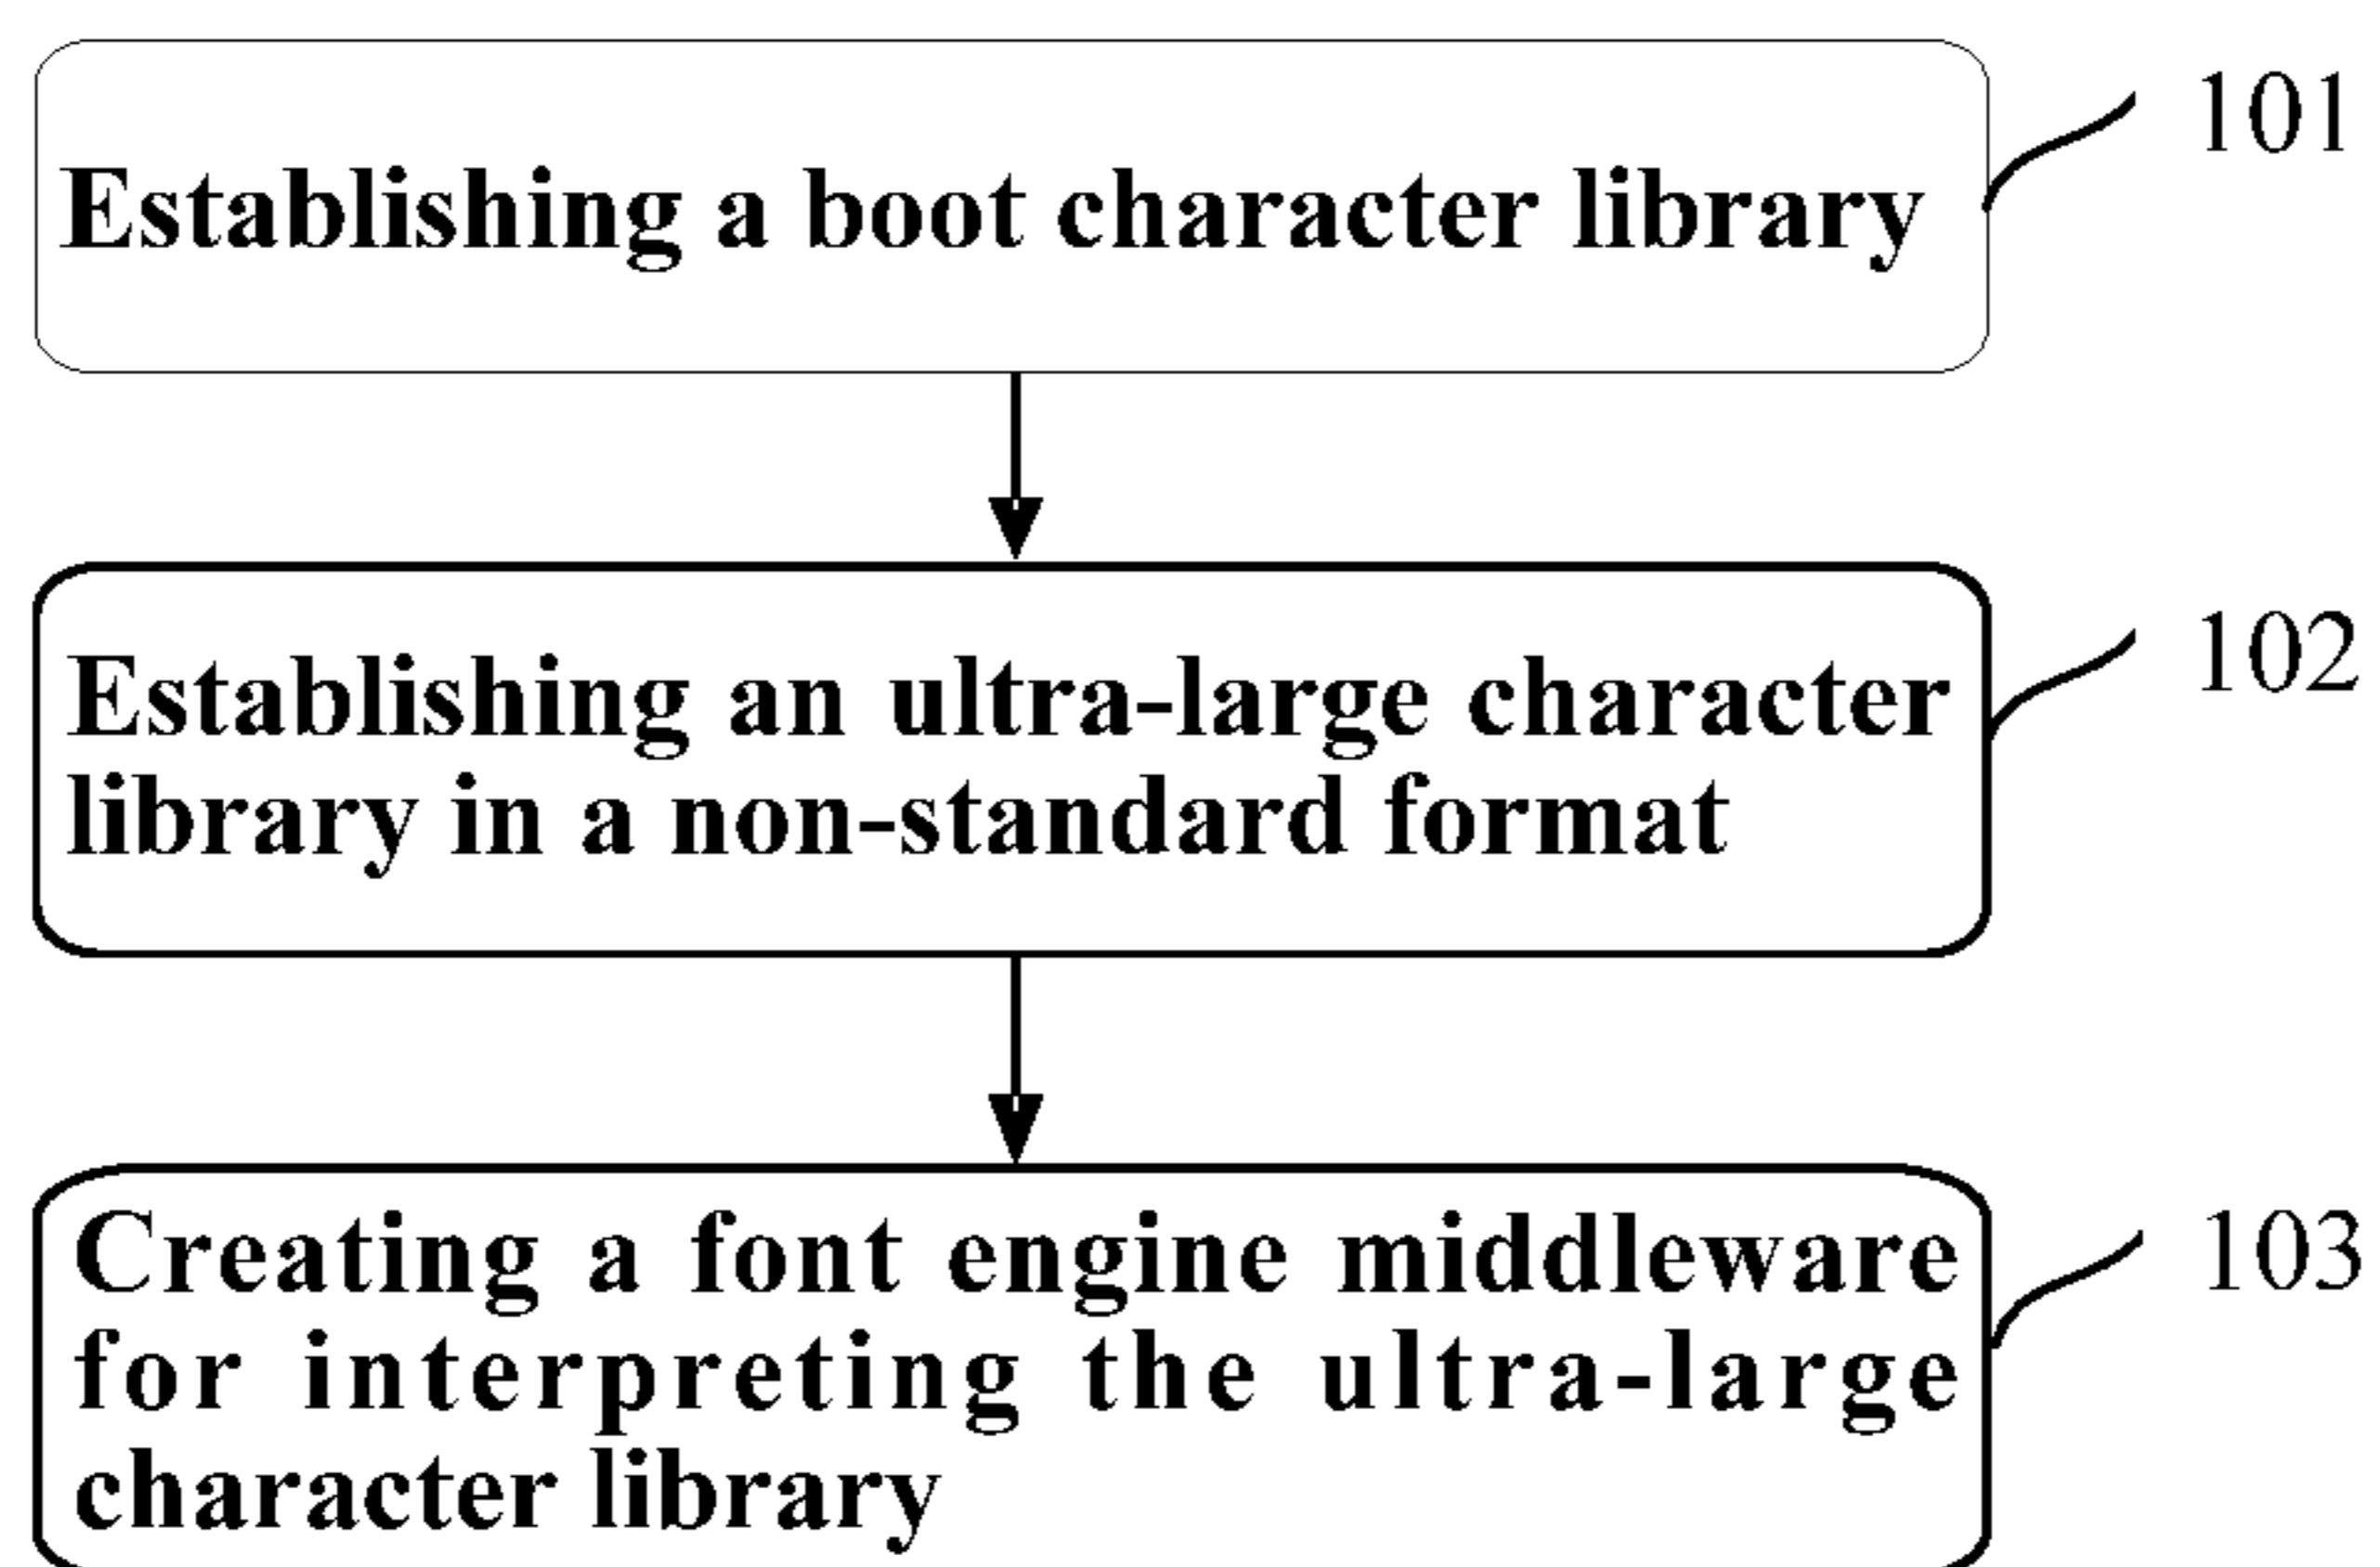 Establishing a boot character library
101
Establishing an ultra-large character
library in a non-standard format
102
Creating a font engine middleware
for interpreting the ultra-large
character library
103